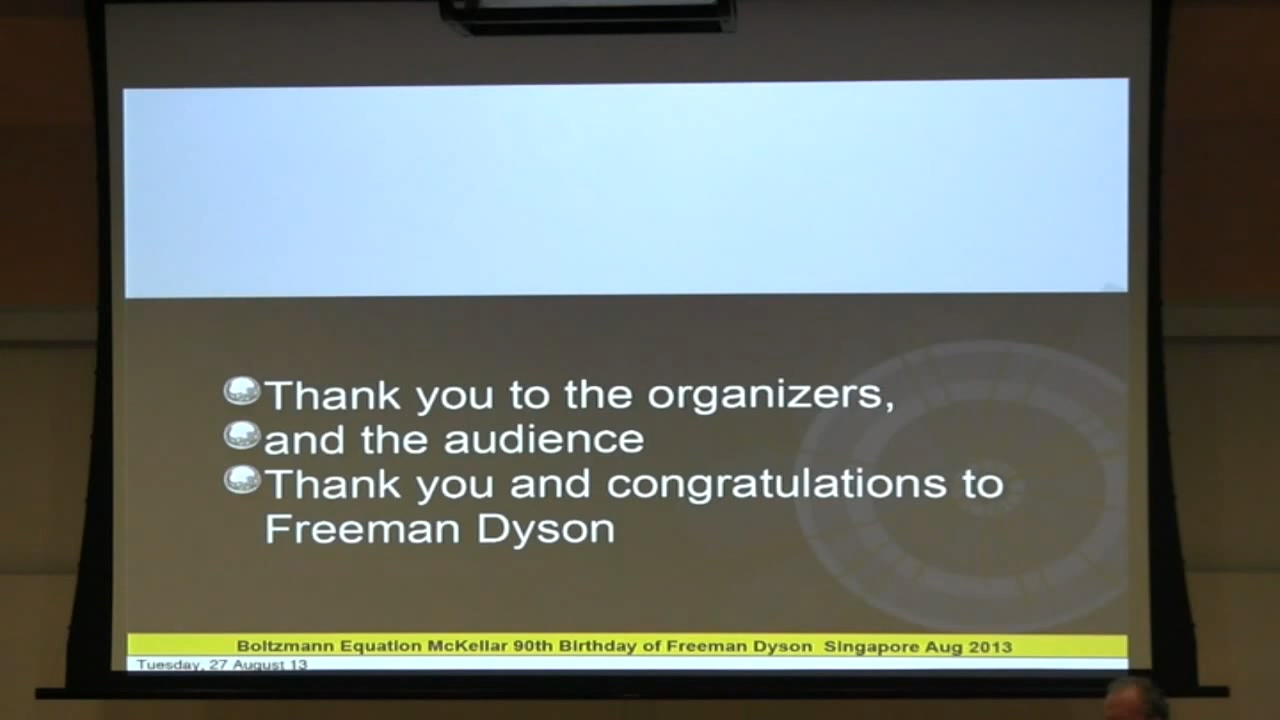 Thank you to the organizers,
and the audience
Thank you and congratulations to
Freeman Dyson
Boltzmann Equation McKellar 90th Birthday of Freeman Dyson Singapore Aug 2013
Tuesday, 27 August 13